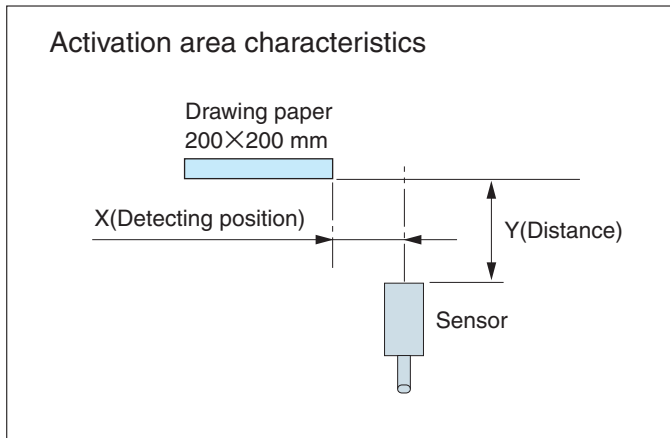 Activation area characteristics
Drawing paper
200×200 mm
X(Detecting position)
Y(Distance)
Sensor